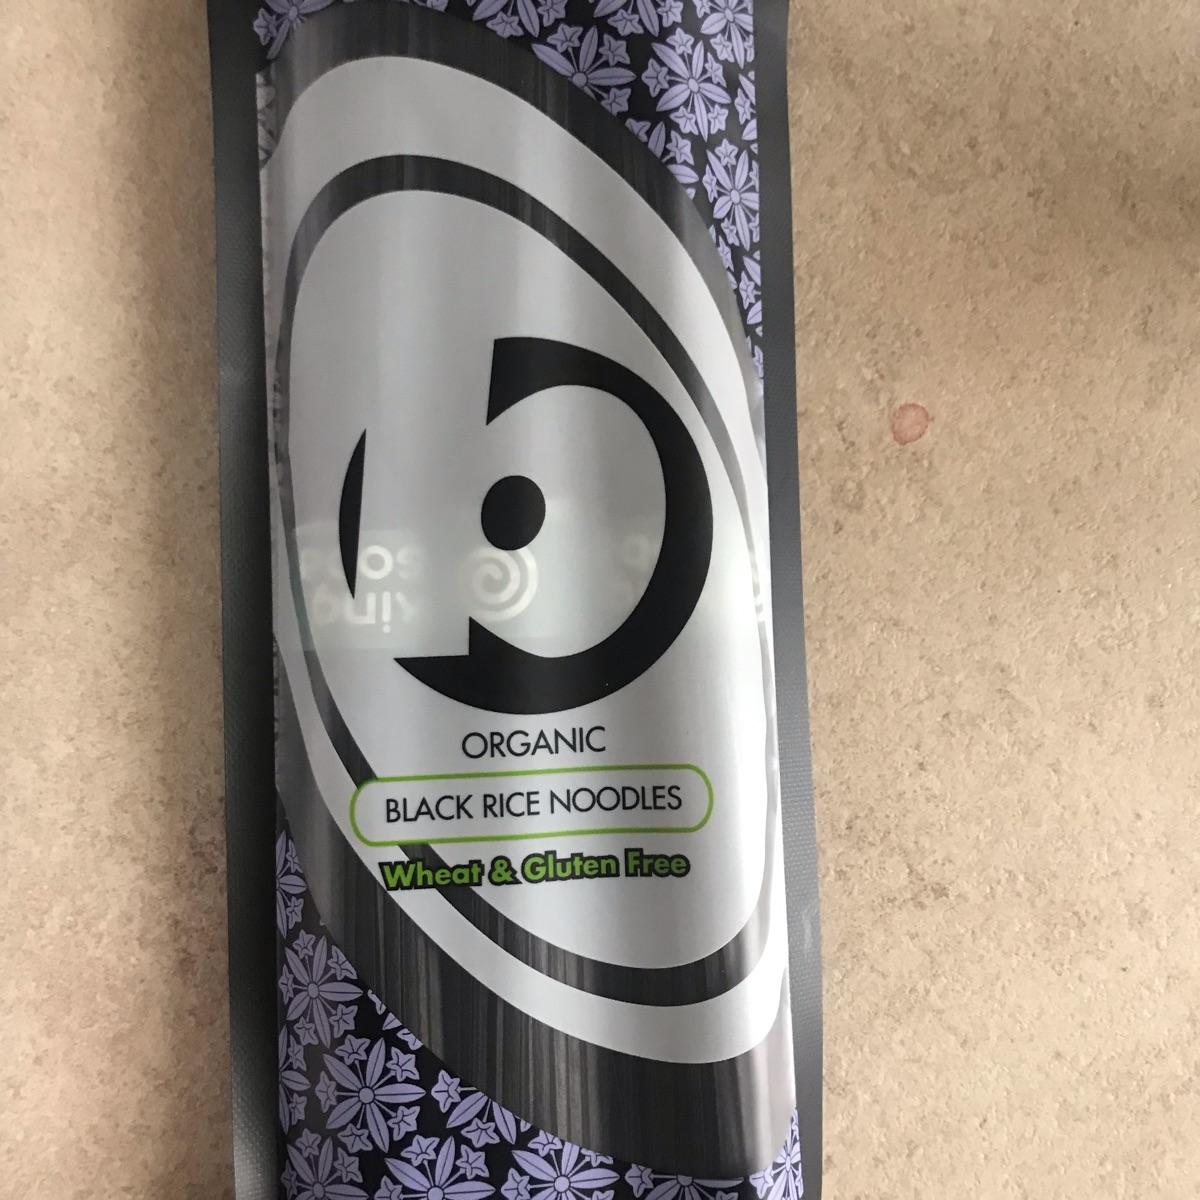 ORGANIC
BLACK RICE NOODLES
Wheat & Gluten Free